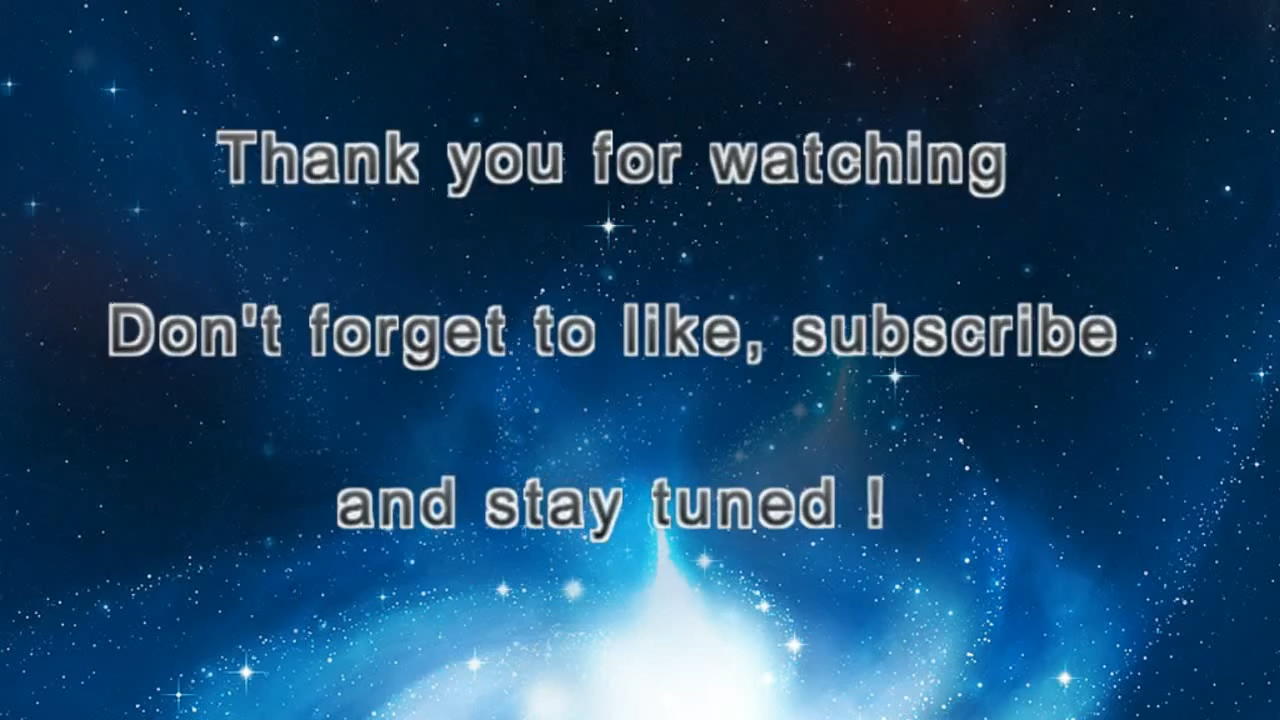 Thank you for watching
Don't forget to like, subscribe
and stay tuned !